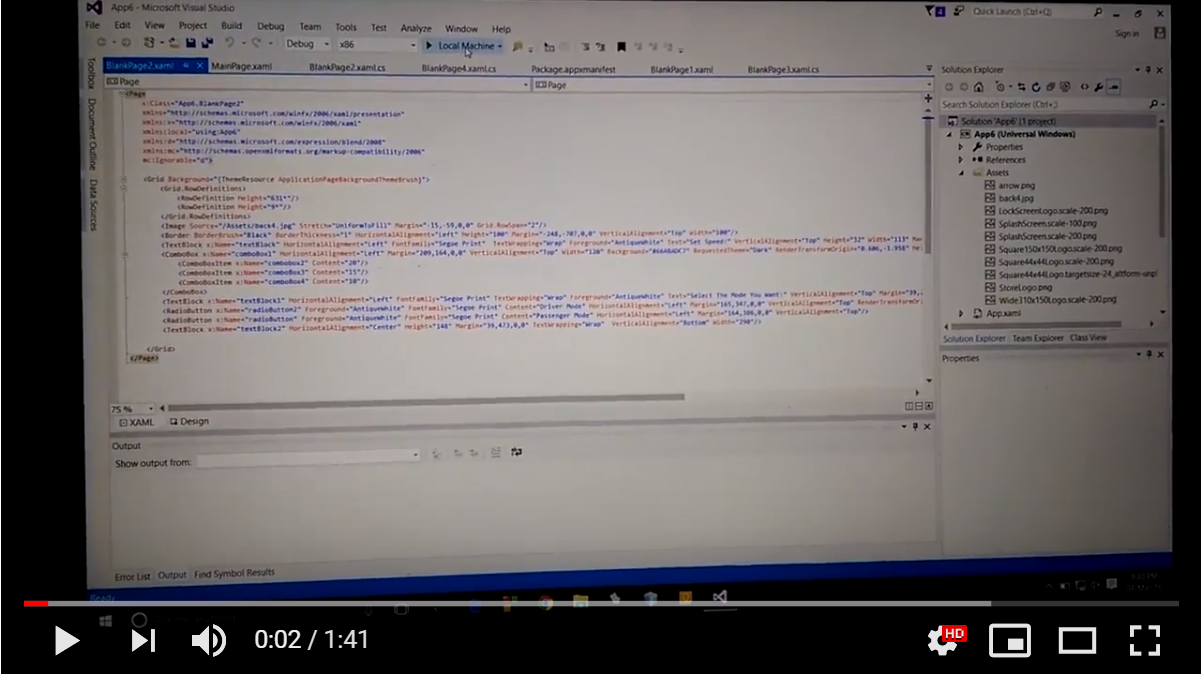 App6 - Microsoft Visual Studio
4
Quick Launch (Ctrl+Q)
File Edit View Project Build Debug Team Tools Test Analyze Window Help
Sign in
Debug x86 Local Machine
BlankPage2.xaml MainPage.xaml BlankPage2.xaml.cs BlankPage4.xaml.cs Package.appxmanifest BlankPage1.xaml BlankPage3.xaml.cs
Page Page
Toolbox
Document Outline
Data Sources
<Page
x:Class="App6.BlankPage2"
xmlns="http://schemas.microsoft.com/winfx/2006/xaml/presentation"
xmlns:x="http://schemas.microsoft.com/winfx/2006/xaml"
xmlns:local="using:App6"
xmlns:d="http://schemas.microsoft.com/expression/blend/2008"
xmlns:mc="http://schemas.openxmlformats.org/markup-compatibility/2006"
mc:Ignorable="d">
<Grid Background="{ThemeResource ApplicationPageBackgroundThemeBrush}">
<Grid.RowDefinitions>
<RowDefinition Height="631*"/>
<RowDefinition Height="9*"/>
</Grid.RowDefinitions>
<Image Source="/Assets/back4.jpg" Stretch="UniformToFill" Margin="-15,-59,0,0" Grid.RowSpan="2"/>
<Border BorderBrush="Black" BorderThickness="1" HorizontalAlignment="Left" Height="100" Margin="-248,-707,0,0" VerticalAlignment="Top" Width="100"/>
<TextBlock x:Name="textBlock" HorizontalAlignment="Left" FontFamily="Segoe Print" TextWrapping="Wrap" Foreground="AntiqueWhite" Text="Set Speed:" VerticalAlignment="Top" Height="32" Width="113"
<ComboBox x:Name="comboBox1" HorizontalAlignment="Left" Margin="209,164,0,0" VerticalAlignment="Top" Width="120" RequestedTheme="Dark"
<ComboBoxItem x:Name="combobox2" Content="20"/>
<ComboBoxItem x:Name="comboBox3" Content="15"/>
<ComboBoxItem x:Name="comboBox4" Content="10"/>
</ComboBox>
<TextBlock x:Name="textBlock1" HorizontalAlignment="Left" FontFamily="Segoe Print" TextWrapping="Wrap" Foreground="AntiqueWhite" Text="Select The Mode You Want:" VerticalAlignment="Top"
<RadioButton x:Name="radioButton2" Foreground="AntiqueWhite" FontFamily="Segoe Print" Content="Driver Mode" HorizontalAlignment="Left" Margin="165,347,0,0" VerticalAlignment="Top"
<RadioButton x:Name="radioButton" Foreground="AntiqueWhite" FontFamily="Segoe Print" Content="Passenger Mode" HorizontalAlignment="Left" Margin="164,386,0,0" VerticalAlignment="Top"/>
<TextBlock x:Name="textBlock2" HorizontalAlignment="Center" Height="148" Margin="39,473,0,0" TextWrapping="Wrap" VerticalAlignment="Bottom" Width="290"/>
</Grid>
</Page>
75 %
XAML Design
Output
Show output from:
Error List Output Find Symbol Results
Ready
Solution Explorer
Search Solution Explorer (Ctrl+;)
Solution 'App6' (1 project)
App6 (Universal Windows)
Properties
References
Assets
arrow.png
back4.jpg
LockScreenLogo.scale-200.png
SplashScreen.scale-100.png
SplashScreen.scale-200.png
Square150x150Logo.scale-200.png
Square44x44Logo.scale-200.png
Square44x44Logo.targetsize-24_altform-unpl
StoreLogo.png
Wide310x150Logo.scale-200.png
App.xaml
Solution Explorer Team Explorer Class View
Properties
0:02 / 1:41
HD